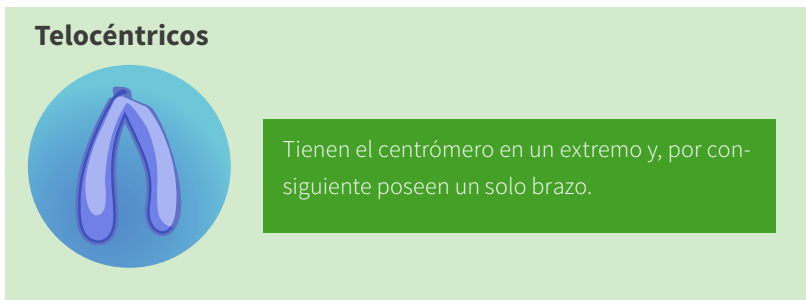 Telocéntricos
Tienen el centrómero en un extremo y, por con-
siguiente poseen un solo brazo.